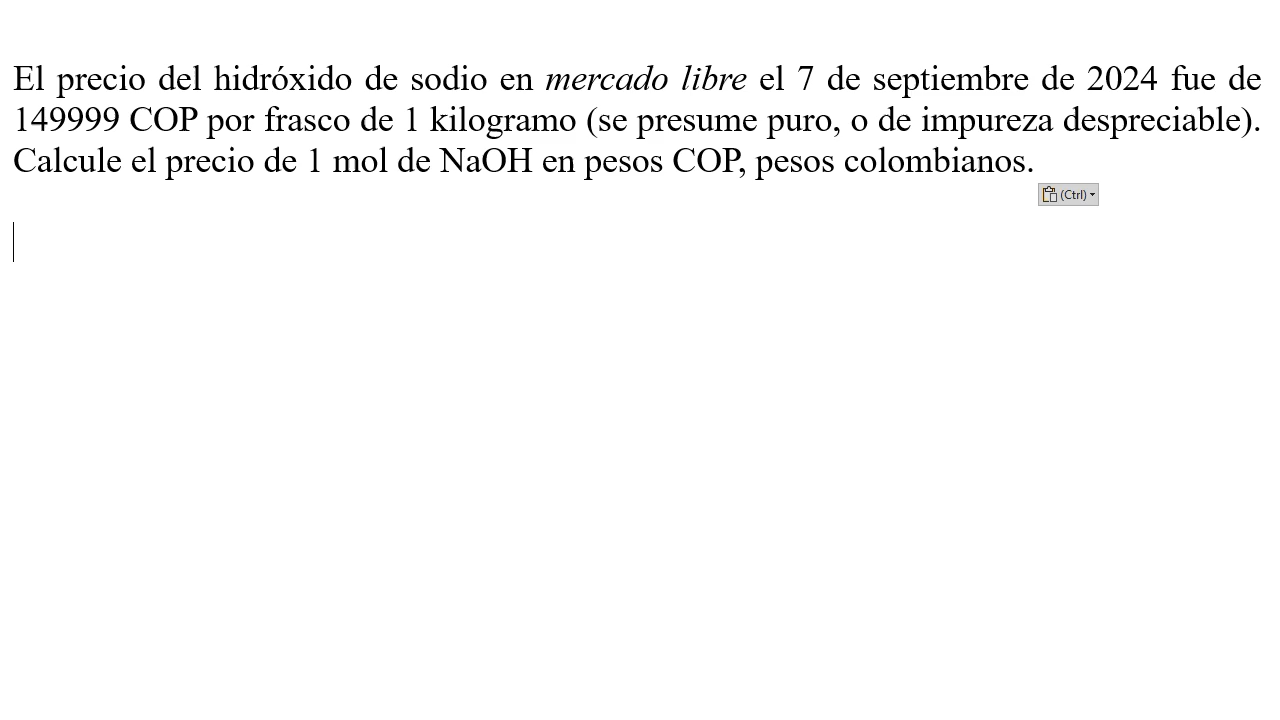 El precio del hidróxido de sodio en mercado libre el 7 de septiembre de 2024 fue de
149999 COP por frasco de 1 kilogramo (se presume puro, o de impureza despreciable).
Calcule el precio de 1 mol de NaOH en pesos COP, pesos colombianos.
(Ctrl)